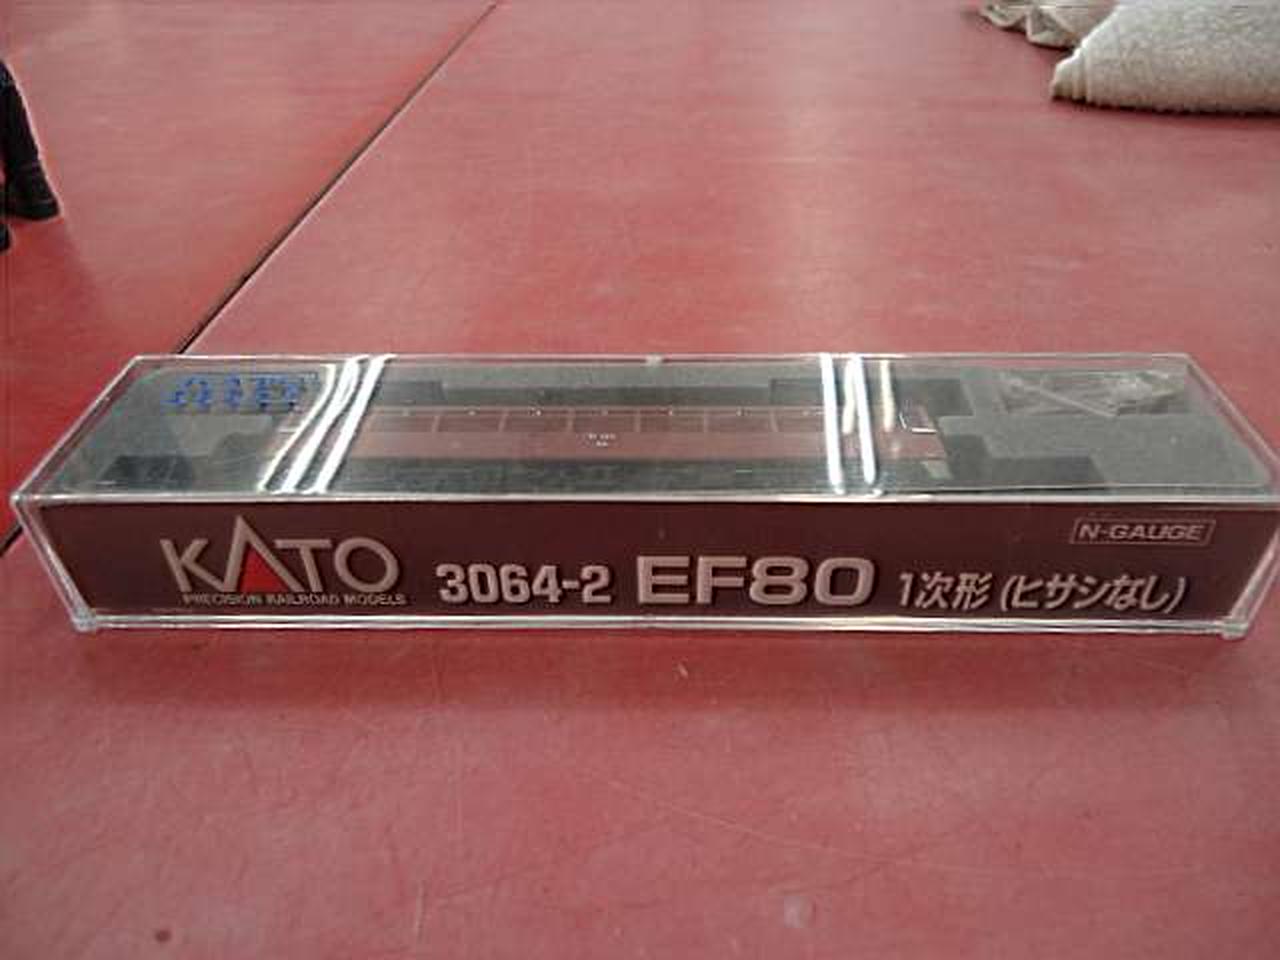 N-GAUGE
KATO 3064-2 EF80 1次形 (ヒサシなし)
PRECISION RAILROAD MODELS